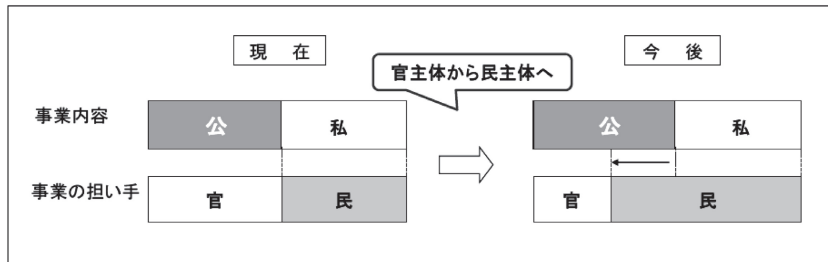 現 在
今 後
官主体から民主体へ
事業内容
公
私
公
私
事業の担い手
官
民
官
民